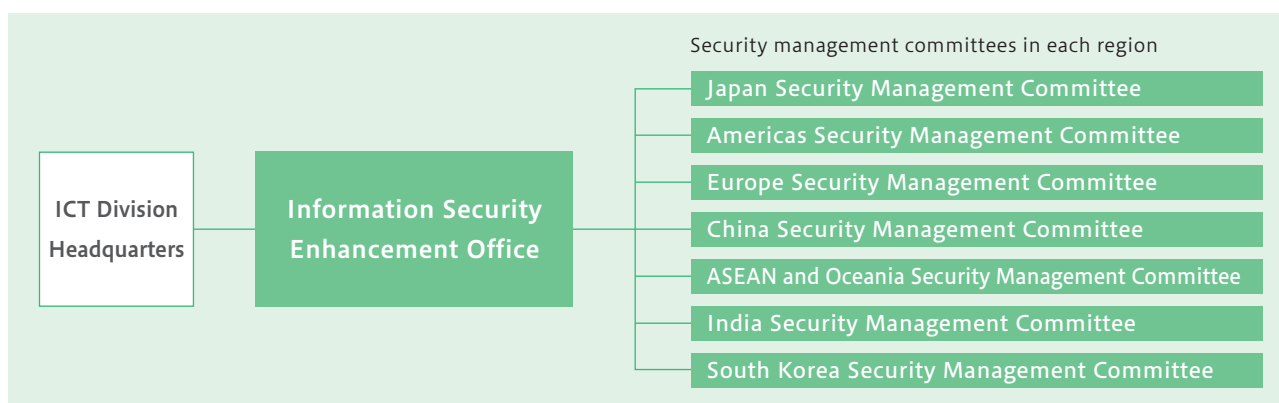 Security management committees in each region
ICT Division
Headquarters
Information Security
Enhancement Office
Japan Security Management Committee
Americas Security Management Committee
Europe Security Management Committee
China Security Management Committee
ASEAN and Oceania Security Management Committee
India Security Management Committee
South Korea Security Management Committee